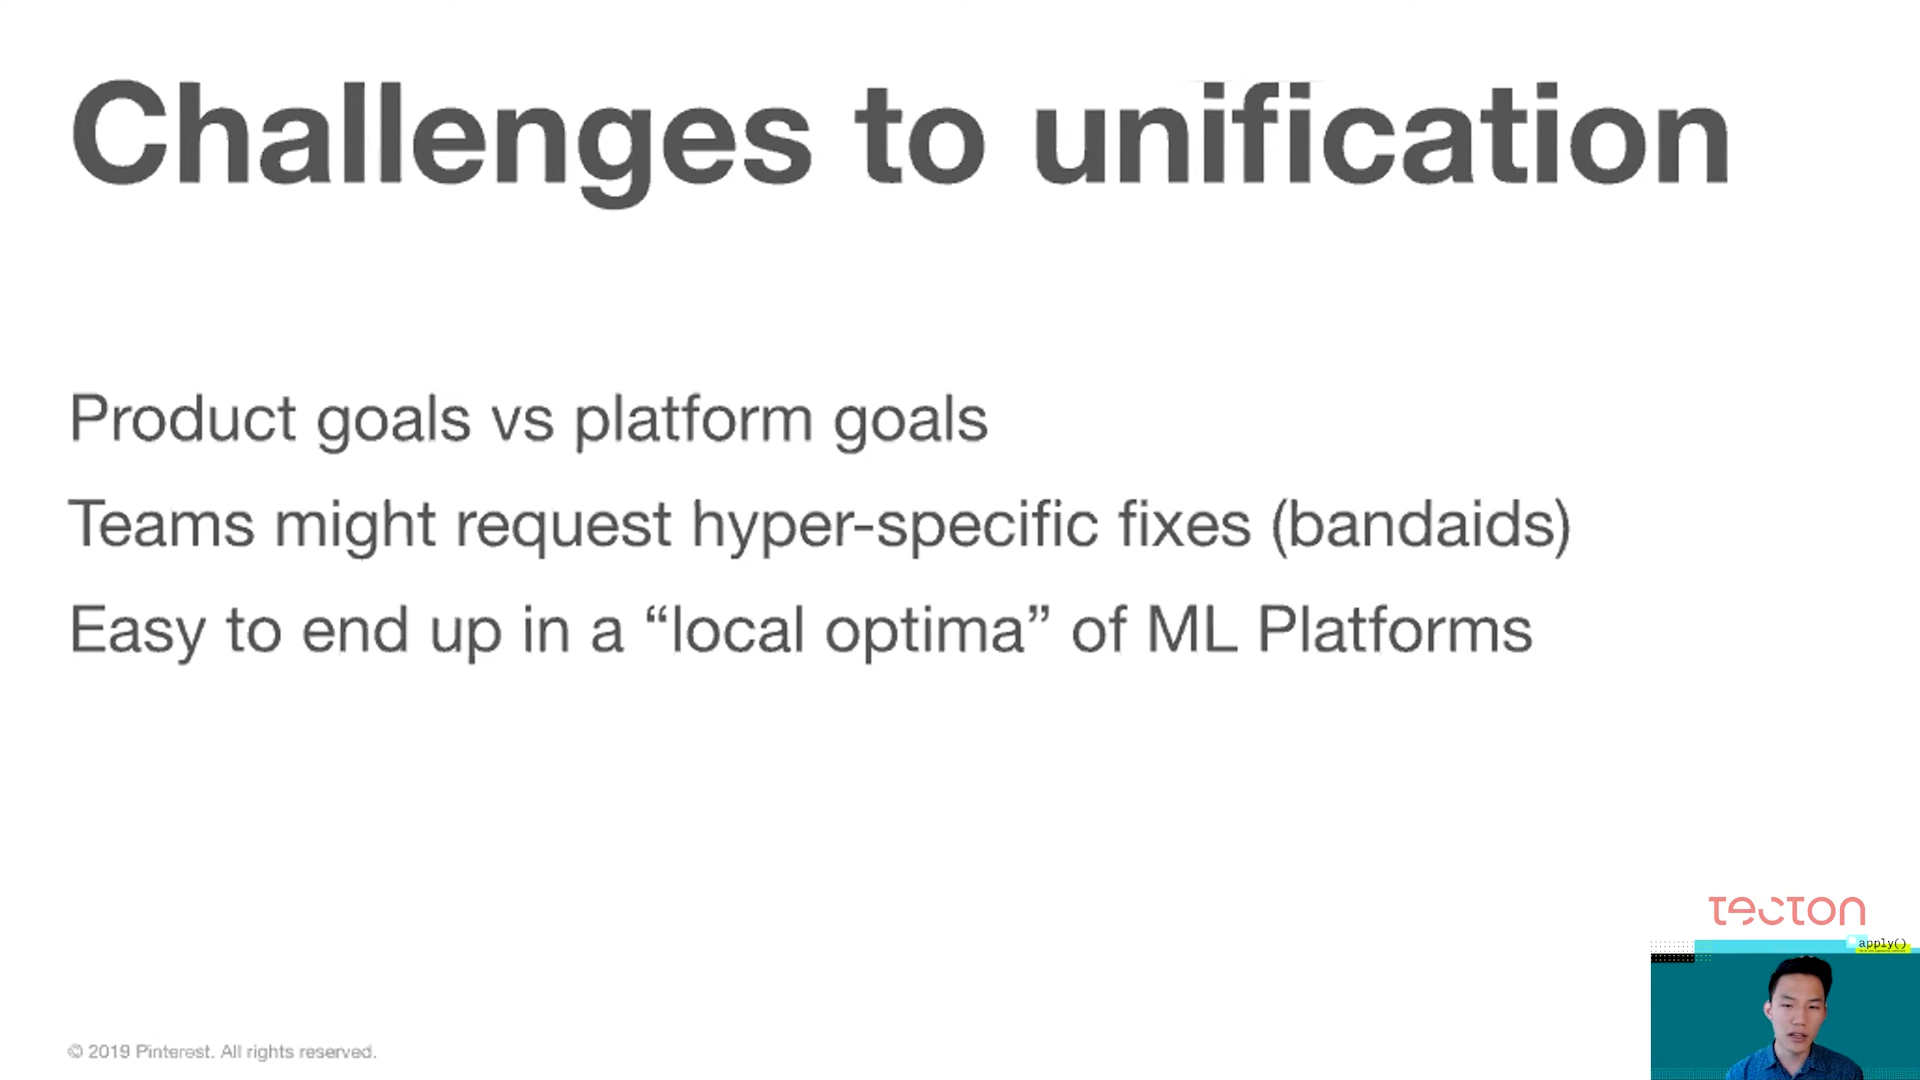 Challenges to unification
Product goals vs platform goals
Teams might request hyper-specific fixes (bandaids)
Easy to end up in a “local optima” of ML Platforms
tecton
apply()
© 2019 Pinterest. All rights reserved.